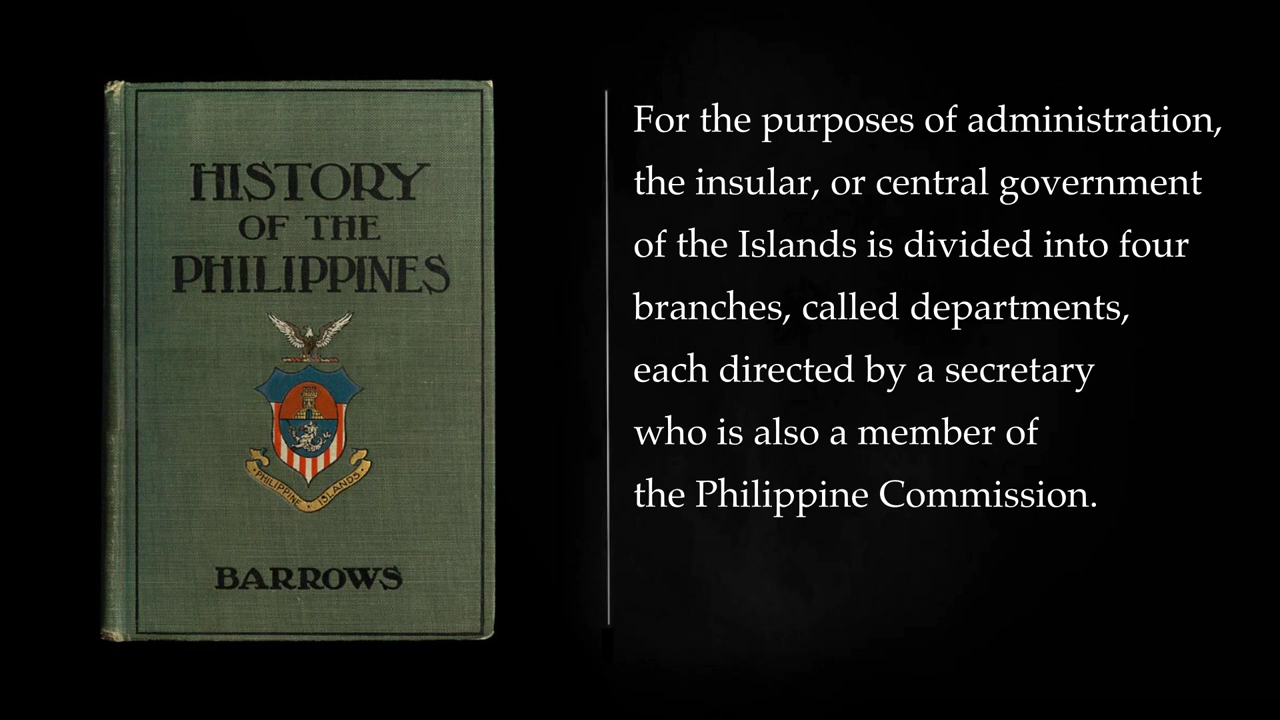 HISTORY
OF THE
PHILIPPINES
PHILIPPINE ISLANDS
BARROWS
For the purposes of administration,
the insular, or central government
of the Islands is divided into four
branches, called departments,
each directed by a secretary
who is also a member of
the Philippine Commission.